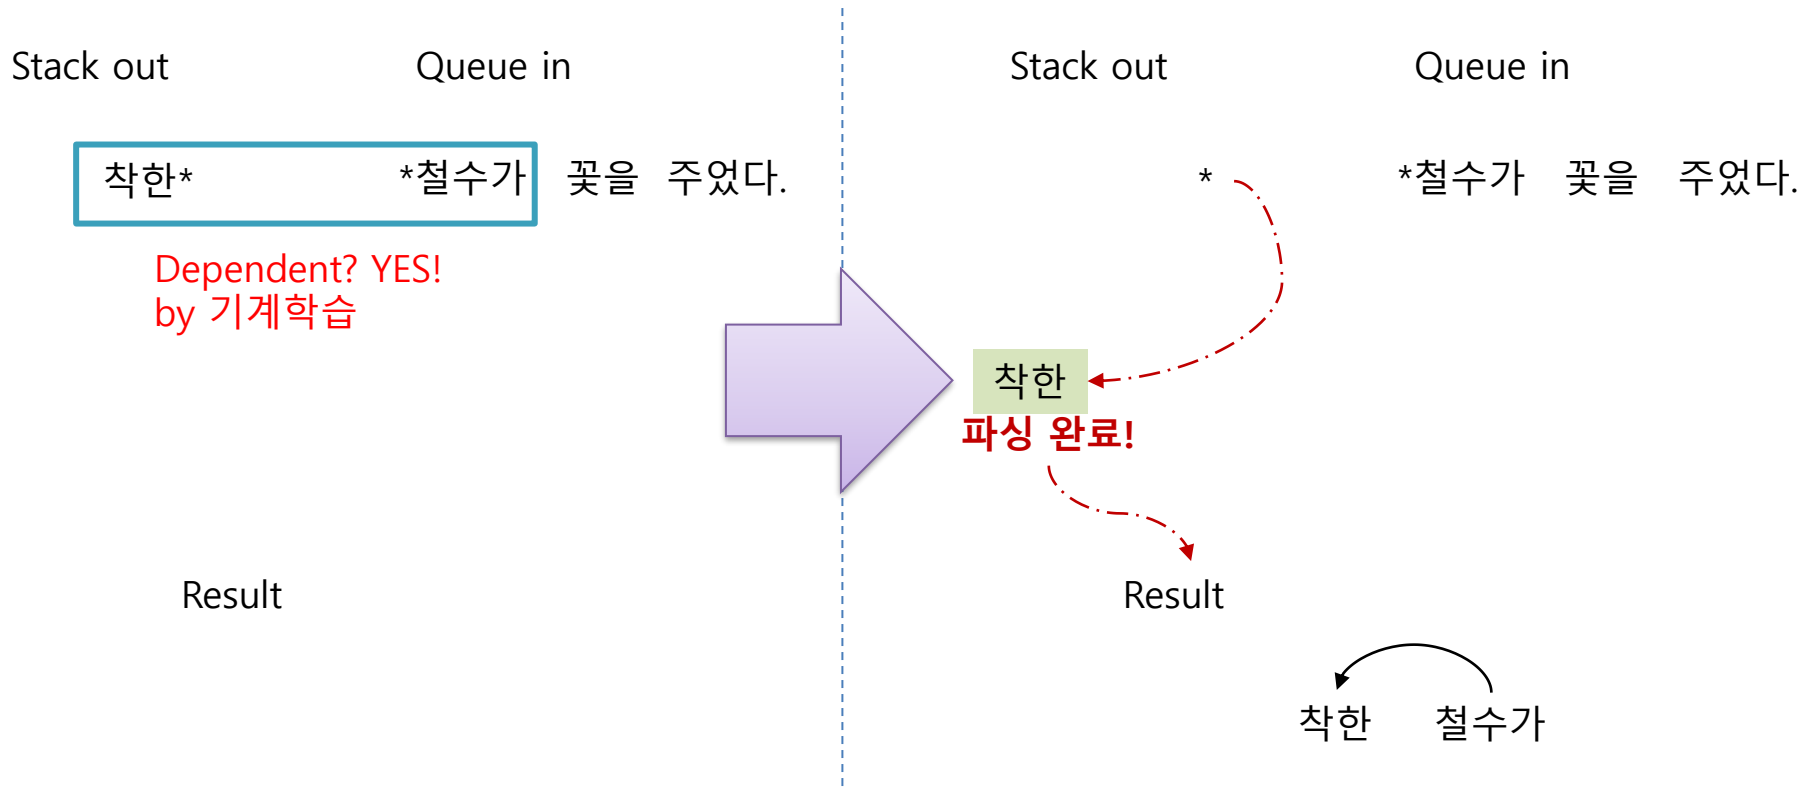 Stack out Queue in
착한* *철수가 꽃을 주었다.
Dependent? YES!
by 기계학습
Result
Stack out Queue in
* *철수가 꽃을 주었다.
착한
파싱 완료!
Result
착한 철수가